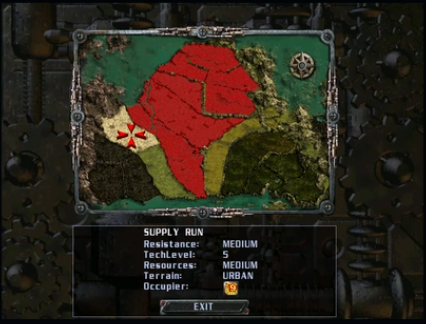 SUPPLY RUN
Resistance: MEDIUM
TechLevel: 5
Resources: MEDIUM
Terrain: URBAN
Occupier:
EXIT